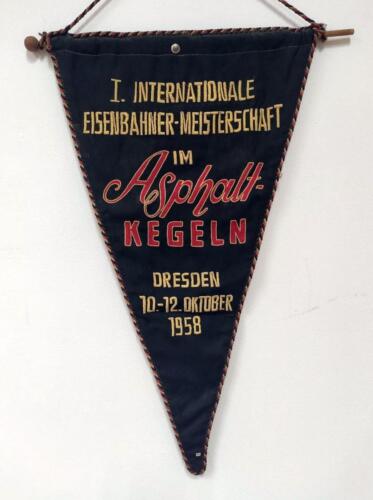 I. INTERNATIONALE
EISENBAHNER-MEISTERSCHAFT
IM
Asphalt-
KEGELN
DRESDEN
10.-12. OKTOBER
1958